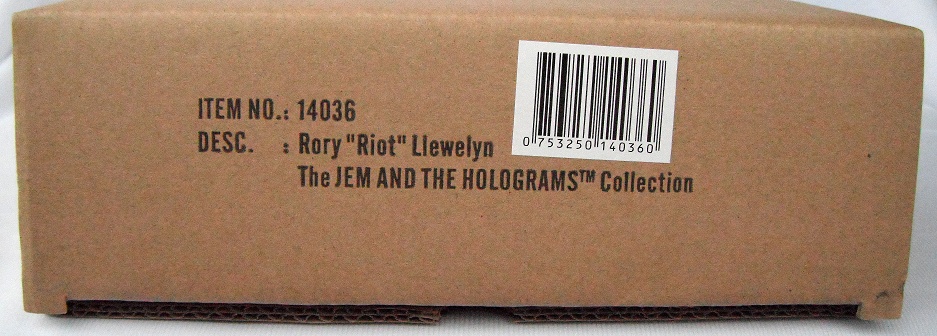 ITEM NO.: 14036
DESC. : Rory "Riot" Llewelyn
The JEM AND THE HOLOGRAMS™ Collection
0 753250 140360